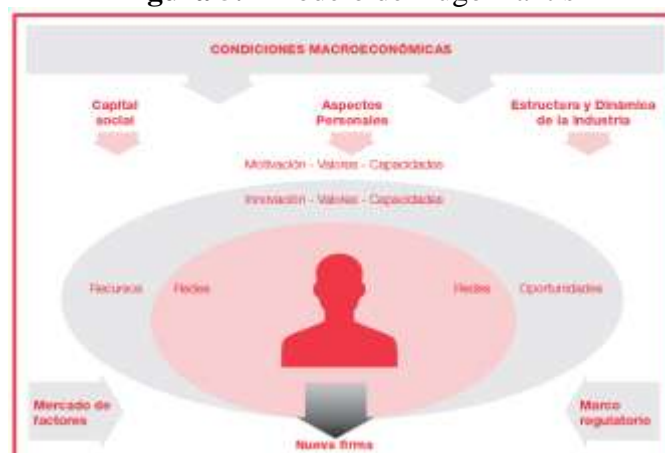 CONDICIONES MACROECONÓMICAS
Capital
social
Aspectos
Personales
Estructura y Dinámica
de la Industria
Motivación - Valores - Capacidades
Innovación - Valores - Capacidades
Recursos
Redes
Redes
Oportunidades
Mercado de
factores
Marco
regulatorio
Nueva firma